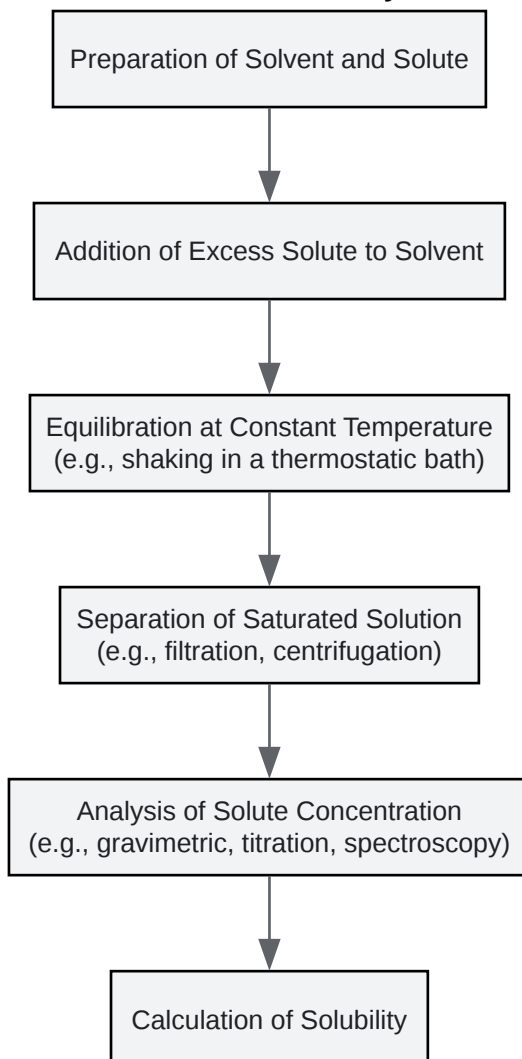 Preparation of Solvent and Solute
Addition of Excess Solute to Solvent
Equilibration at Constant Temperature
(e.g., shaking in a thermostatic bath)
Separation of Saturated Solution
(e.g., filtration, centrifugation)
Analysis of Solute Concentration
(e.g., gravimetric, titration, spectroscopy)
Calculation of Solubility